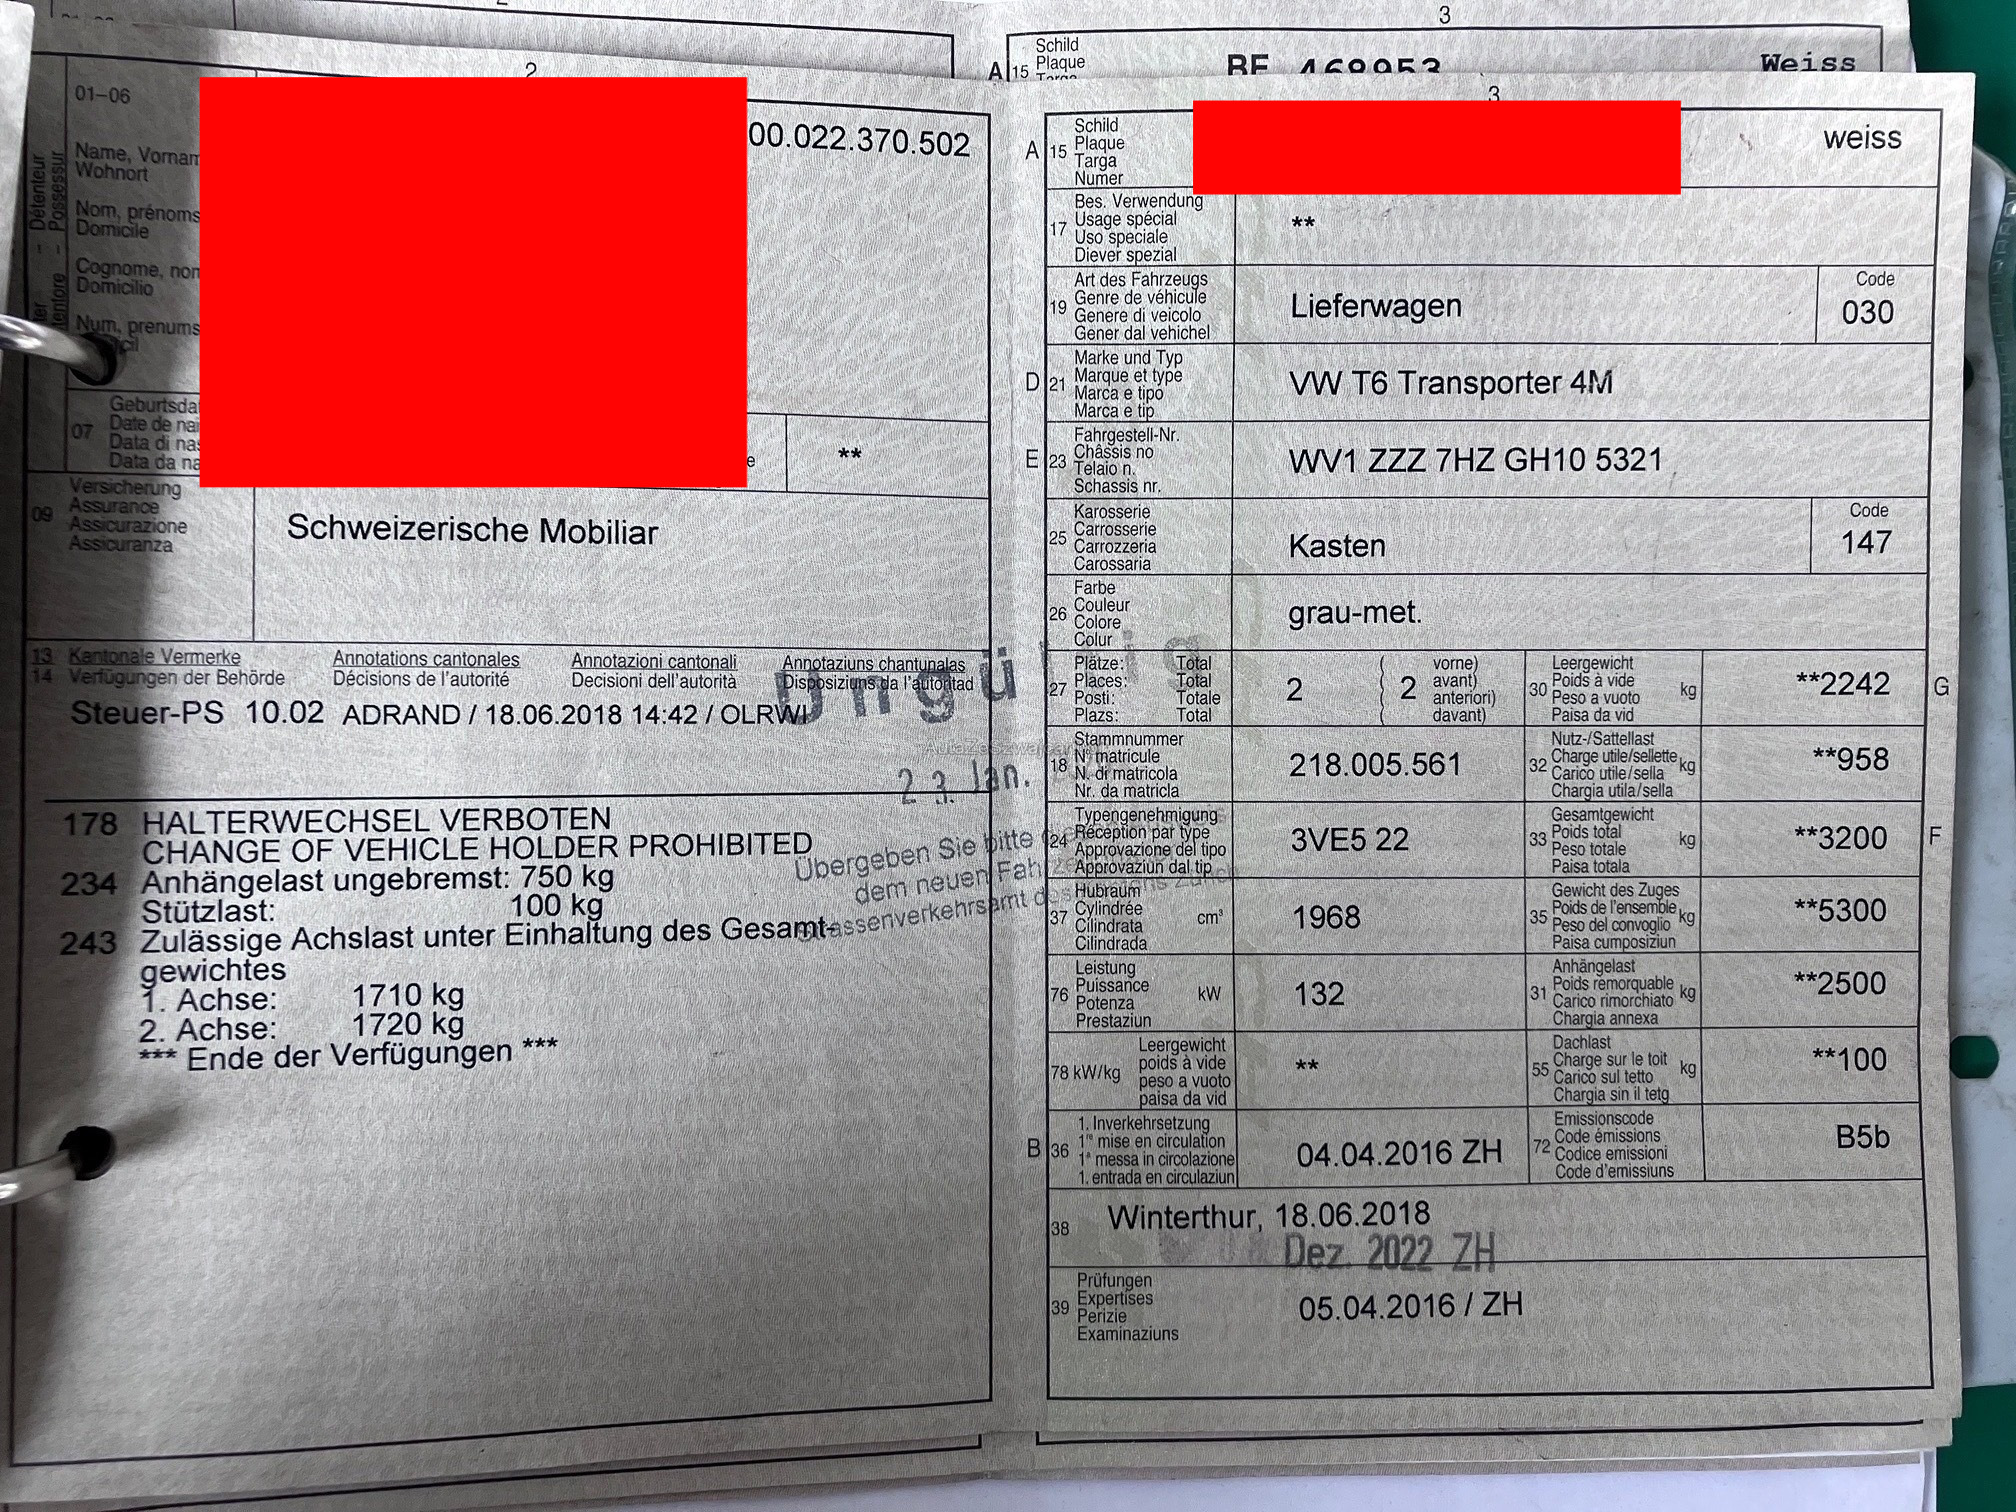 3
Schild
Plaque
A 15
BE 468953 Weiss
2
01–06
00.022.370.502
Détenteur
Possessur
Name,
Wohnort
Nom, prénoms
Domicile
Cognome,
Domicilio
Num, prenums
07
Date de
Data di
Data da
**
09
Versicherung
Assurance
Assicurazione
Assicuranza
Schweizerische Mobiliar
13 Kantonale Vermerke Annotations cantonales Annotazioni cantonali Annotaziuns chantunalas
14 Verfügungen der Behörde Décisions de l'autorité Decisioni dell'autorità Disposiziuns da l'autoritad
Steuer-PS 10.02 ADRAND / 18.06.2018 14:42 / OLRWI
Ungültig
23. Jan.
178 HALTERWECHSEL VERBOTEN
CHANGE OF VEHICLE HOLDER PROHIBITED
234 Anhängelast ungebremst: 750 kg
Stützlast: 100 kg
243 Zulässige Achslast unter Einhaltung des Gesamt-
gewichtes
1. Achse: 1710 kg
2. Achse: 1720 kg
*** Ende der Verfügungen ***
Übergeben Sie bitte
dem neuen
3
A 15
Schild
Plaque
Targa
Numer
weiss
17
Bes. Verwendung
Usage spécial
Uso speciale
Diever spezial
**
19
Art des Fahrzeugs
Genre de véhicule
Genere di veicolo
Gener dal vehichel
Lieferwagen
Code
030
D 21
Marke und Typ
Marque et type
Marca e tipo
Marca e tip
VW T6 Transporter 4M
E 23
Fahrgestell-Nr.
Châssis no
Telaio n.
Schassis nr.
WV1 ZZZ 7HZ GH10 5321
25
Karosserie
Carrosserie
Carrozzeria
Carossaria
Kasten
Code
147
26
Farbe
Couleur
Colore
Colur
grau-met.
27
Plätze: Total
Places: Total
Posti: Totale
Plazs: Total
2
2
vorne)
avant)
anteriori)
davant)
30
Leergewicht
Poids à vide
Peso a vuoto
Paisa da vid
kg
**2242 G
18
Stammnummer
N° matricule
N. di matricola
Nr. da matricla
218.005.561
32
Nutz-/Sattellast
Charge utile/sellette
Carico utile/sella
Chargia utila/sella
kg
**958
24
Typengenehmigung
Réception par type
Approvazione del tipo
Approvaziun dal tip
3VE5 22
33
Gesamtgewicht
Poids total
Peso totale
Paisa totala
kg
**3200 F
37
Hubraum
Cylindrée
Cilindrata
Cilindrada
cm³
1968
35
Gewicht des Zuges
Poids de l'ensemble
Peso del convoglio
Paisa cumposiziun
kg
**5300
76
Leistung
Puissance
Potenza
Prestaziun
kW
132
31
Anhängelast
Poids remorquable
Carico rimorchiato
Chargia annexa
kg
**2500
78 kW/kg
Leergewicht
poids à vide
peso a vuoto
paisa da vid
**
55
Dachlast
Charge sur le toit
Carico sul tetto
Chargia sin il tetg
kg
**100
B 36
1. Inverkehrsetzung
1re mise en circulation
1a messa in circolazione
1. entrada en circulaziun
04.04.2016 ZH
72
Emissionscode
Code émissions
Codice emissioni
Code d'emissiuns
B5b
38
Winterthur, 18.06.2018
Dez. 2022 ZH
39
Prüfungen
Expertises
Perizie
Examinaziuns
05.04.2016 / ZH